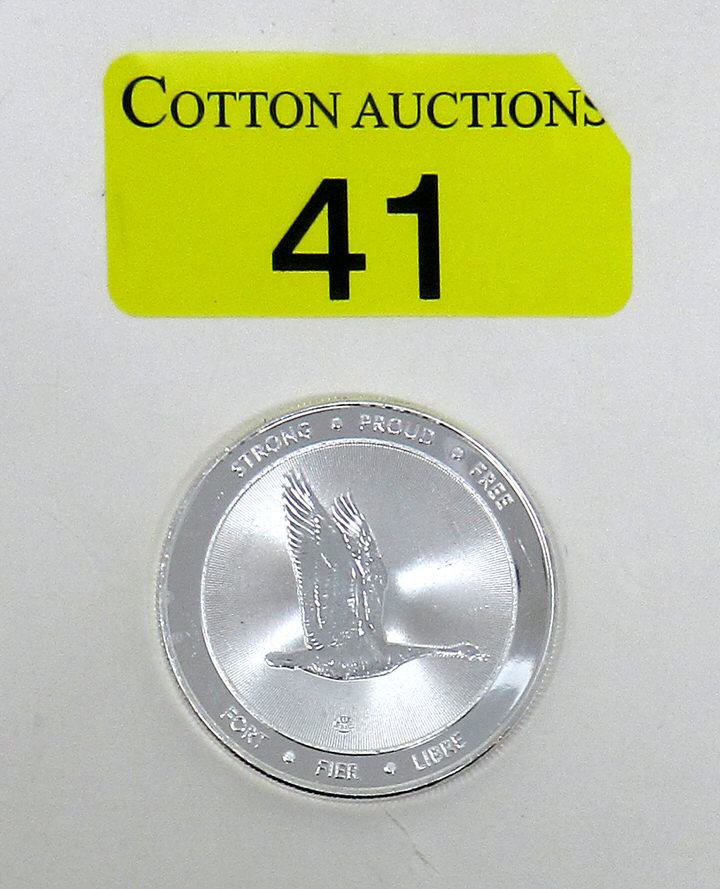 COTTON AUCTIONS
41
STRONG • PROUD • FREE
FORT • FIER • LIBRE